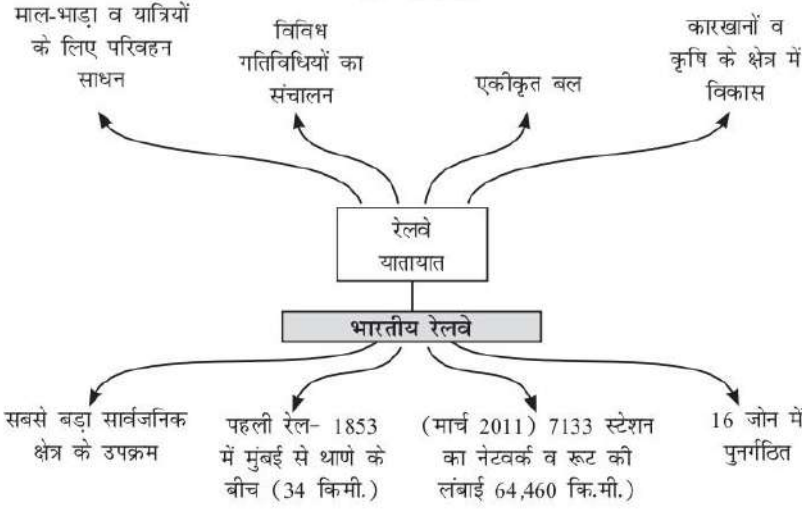 माल-भाड़ा व यात्रियों
के लिए परिवहन
साधन
विविध
गतिविधियों का
संचालन
एकीकृत बल
कारखानों व
कृषि के क्षेत्र में
विकास
रेलवे
यातायात
भारतीय रेलवे
सबसे बड़ा सार्वजनिक
क्षेत्र के उपक्रम
पहली रेल- 1853
में मुंबई से थाणे के
बीच (34 किमी.)
(मार्च 2011) 7133 स्टेशन
का नेटवर्क व रूट की
लंबाई 64,460 कि.मी.)
16 जोन में
पुनर्गठित